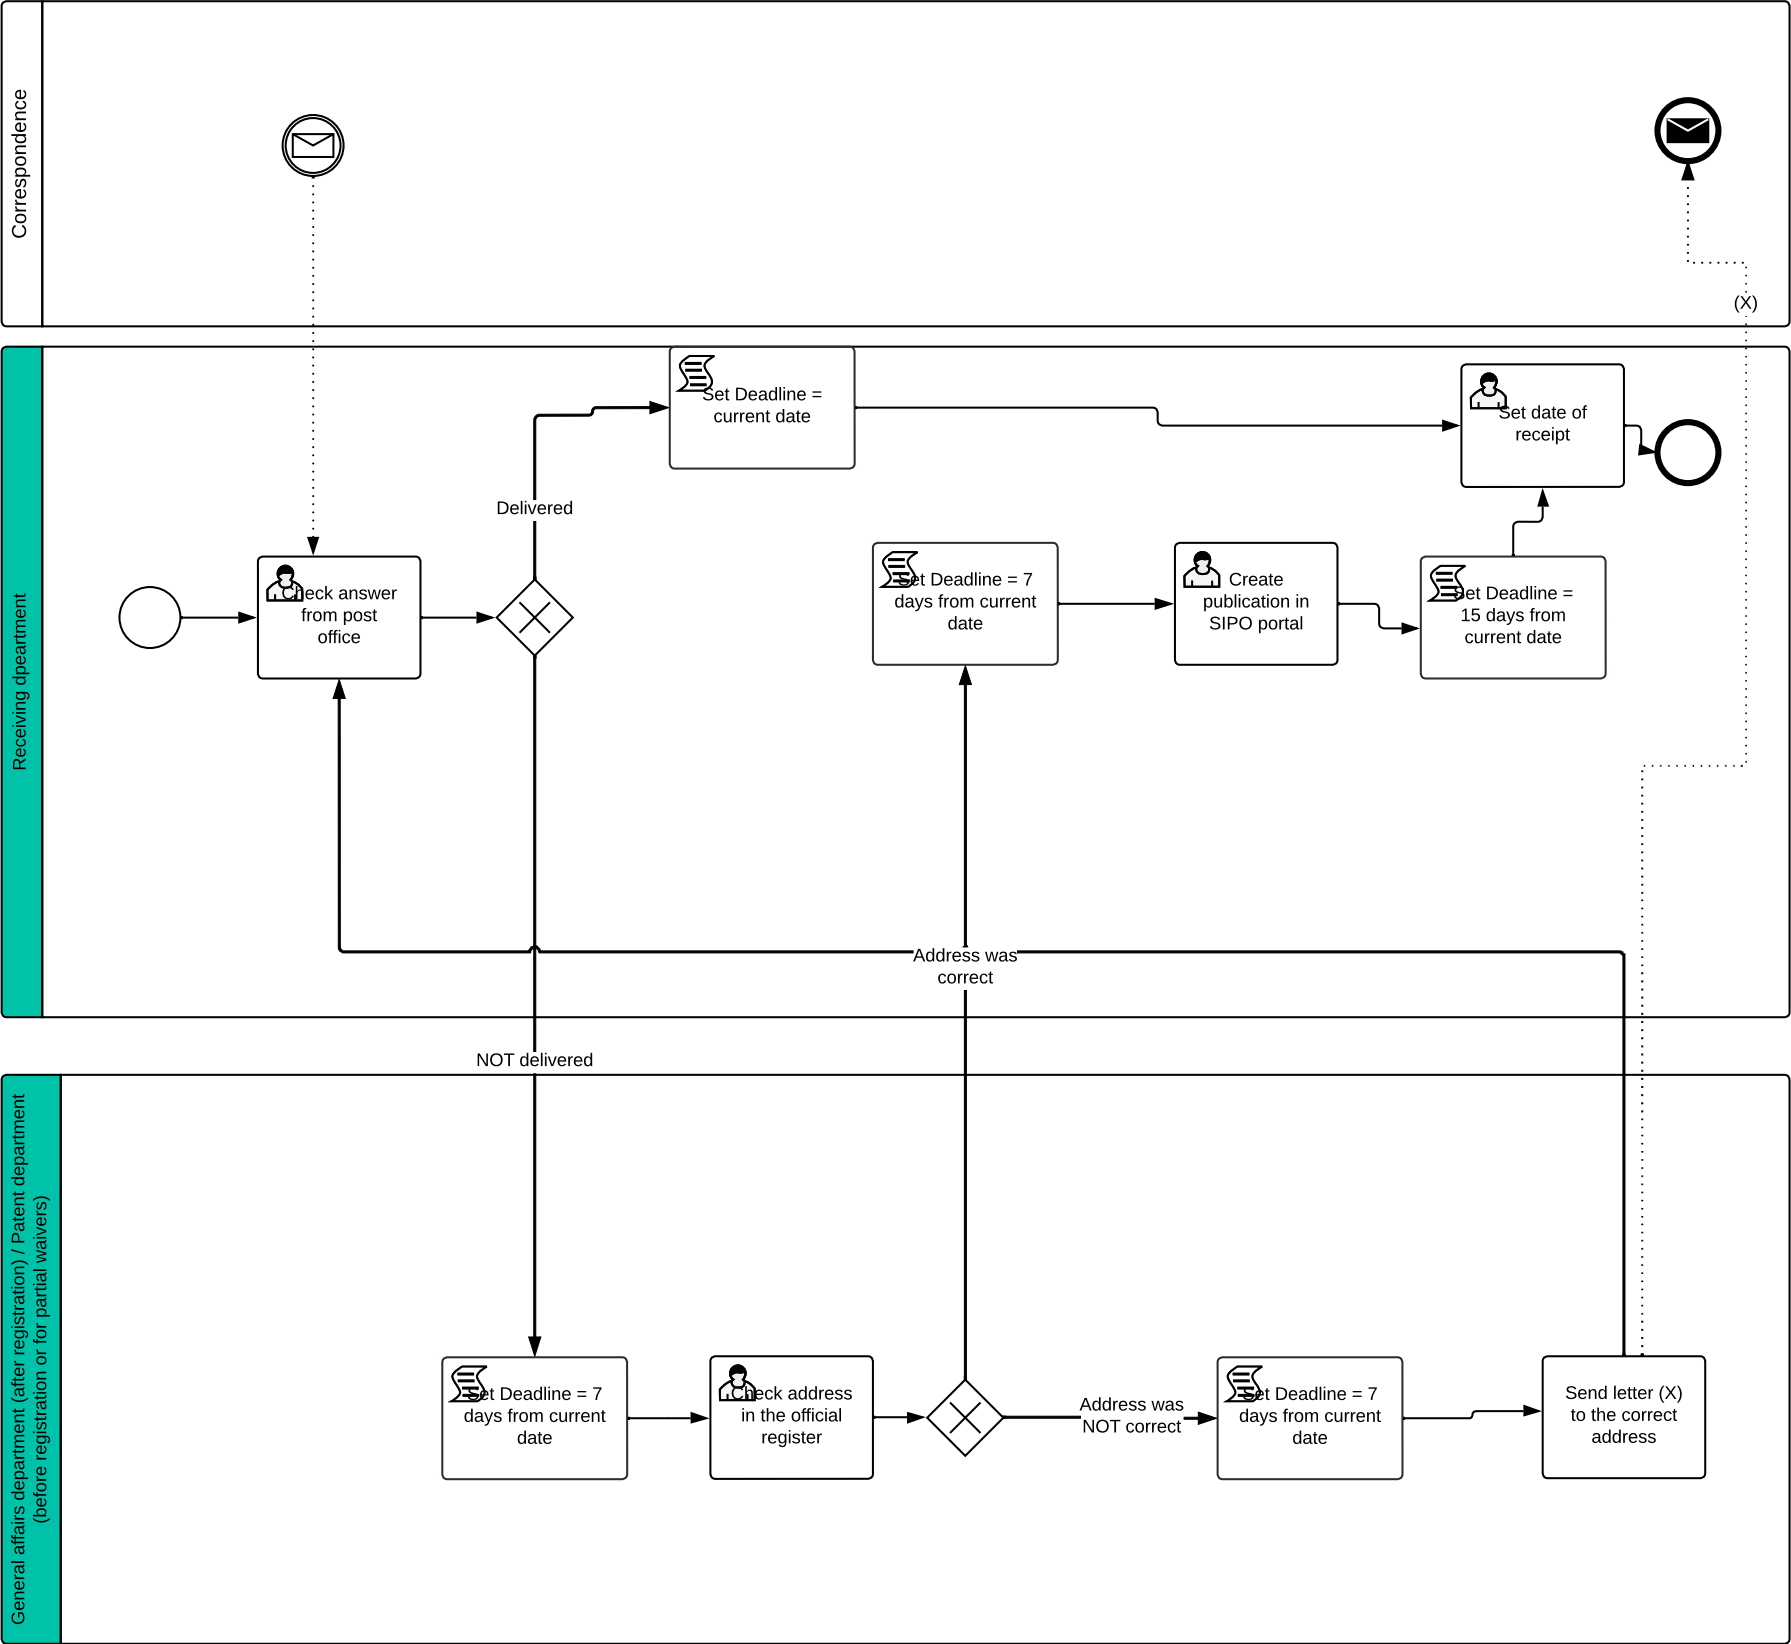 Correspondence
(X)
Receiving dpeartment
Set Deadline =
current date
Set date of
receipt
Delivered
Check answer
from post
office
Set Deadline = 7
days from current
date
Create
publication in
SIPO portal
Set Deadline =
15 days from
current date
Address was
correct
NOT delivered
General affairs department (after registration) / Patent department
(before registration or for partial waivers)
Set Deadline = 7
days from current
date
Check address
in the official
register
Address was
NOT correct
Set Deadline = 7
days from current
date
Send letter (X)
to the correct
address